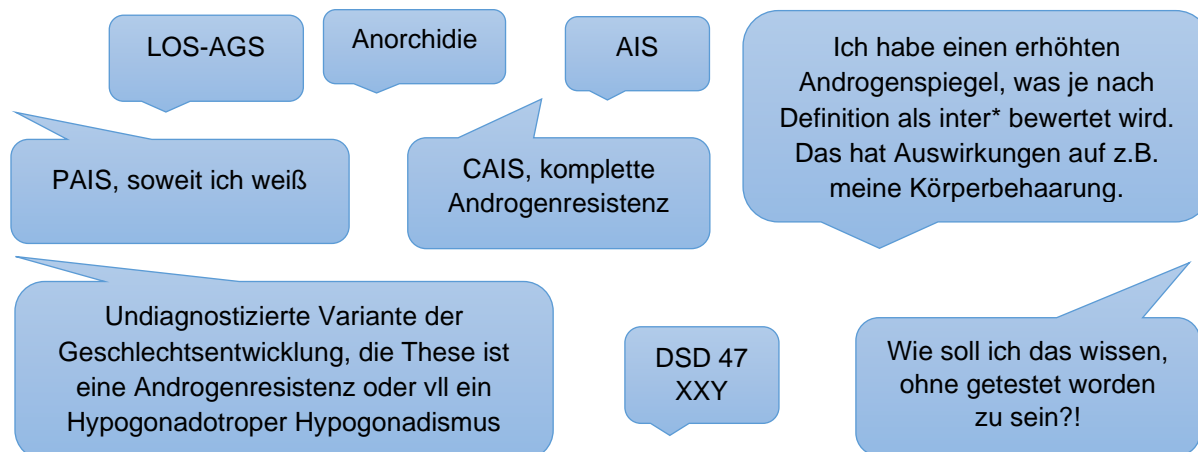 LOS-AGS
Anorchidie
AIS
Ich habe einen erhöhten
Androgenspiegel, was je nach
Definition als inter* bewertet wird.
Das hat Auswirkungen auf z.B.
meine Körperbehaarung.
PAIS, soweit ich weiß
CAIS, komplette
Androgenresistenz
Undiagnostizierte Variante der
Geschlechtsentwicklung, die These ist
eine Androgenresistenz oder vll ein
Hypogonadotroper Hypogonadismus
DSD 47
XXY
Wie soll ich das wissen,
ohne getestet worden
zu sein?!